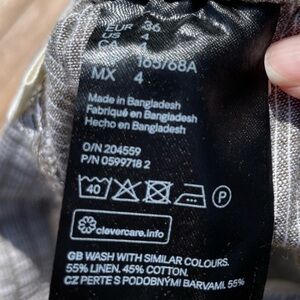 EUR 36
US 4
CA 4
165/68A
MX 4
Made in Bangladesh
Fabriqué en Bangladesh
Hecho en Bangladesh
O/N 204559
P/N 0599718 2
40
P
clevercare.info
GB WASH WITH SIMILAR COLOURS.
55% LINEN. 45% COTTON.
CZ PERTE S PODOBNÝMI BARVAMI. 55%